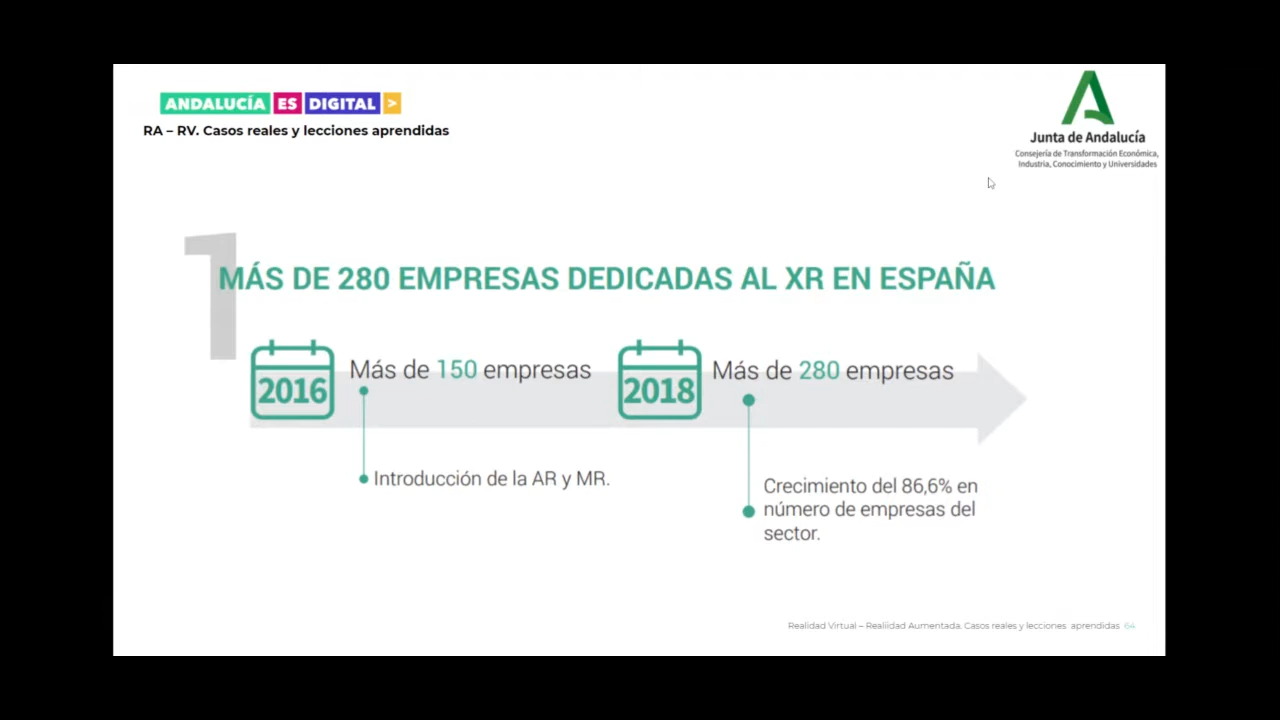 ANDALUCÍA ES DIGITAL >
RA – RV. Casos reales y lecciones aprendidas
Junta de Andalucía
Consejería de Transformación Económica,
Industria, Conocimiento y Universidades
1
MÁS DE 280 EMPRESAS DEDICADAS AL XR EN ESPAÑA
2016
Más de 150 empresas
2018
Más de 280 empresas
Introducción de la AR y MR.
Crecimiento del 86,6% en
número de empresas del
sector.
Realidad Virtual – Realiidad Aumentada. Casos reales y lecciones aprendidas 64